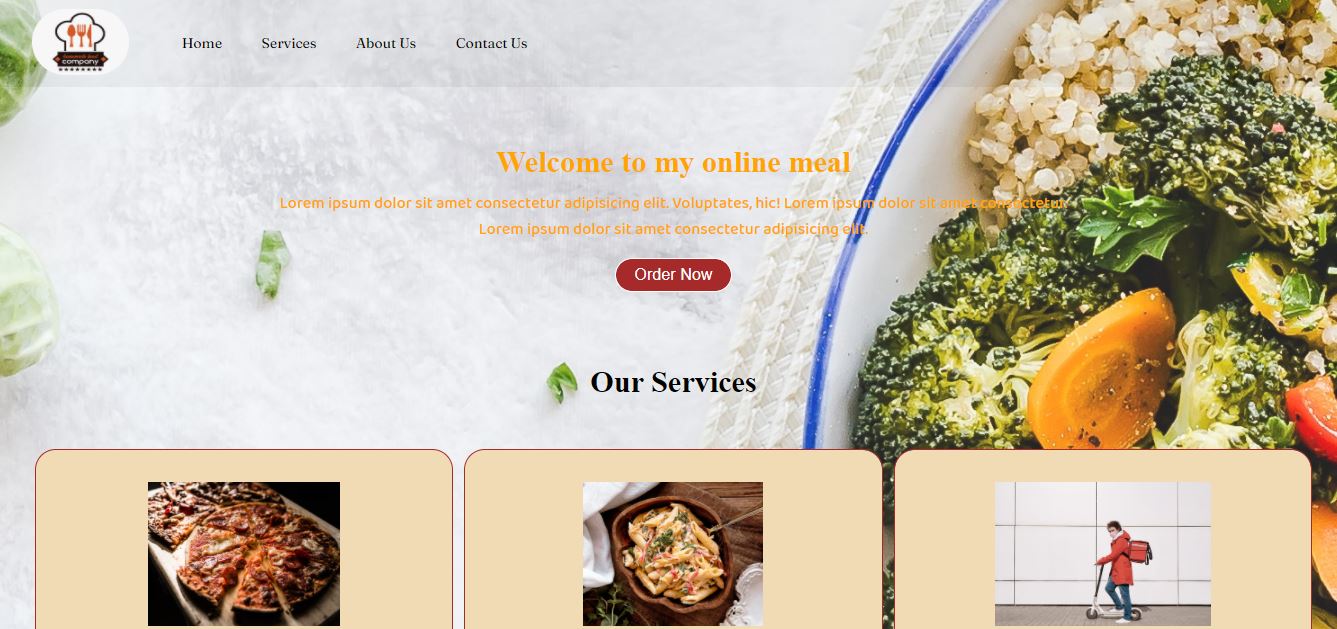 company
Home
Services
About Us
Contact Us
Welcome to my online meal
Lorem ipsum dolor sit amet consectetur adipisicing elit. Voluptates, hic! Lorem ipsum dolor sit amet consectetur.
Lorem ipsum dolor sit amet consectetur adipisicing elit.
Order Now
Our Services